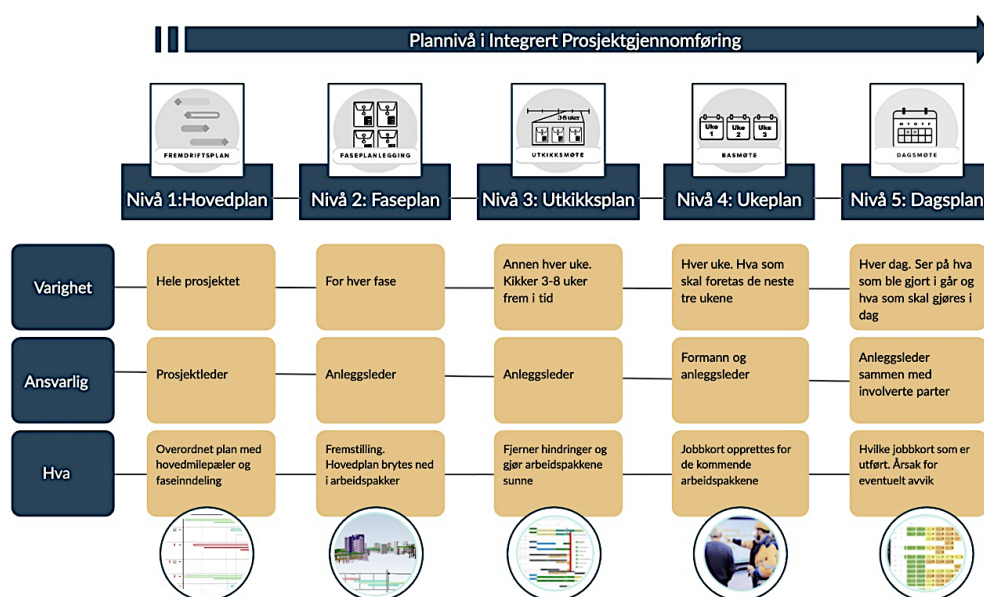 Plannivå i Integrert Prosjektgjennomføring
FREMDRIFTSPLAN
FASEPLANLEGGING
3-8 uker
UTKIKKSMØTE
Uke
1
Uke
2
Uke
3
BASMØTE
M T O T F
DAGSMØTE
Nivå 1:Hovedplan
Nivå 2: Faseplan
Nivå 3: Utkikksplan
Nivå 4: Ukeplan
Nivå 5: Dagsplan
Varighet
Hele prosjektet
For hver fase
Annen hver uke.
Kikker 3-8 uker
frem i tid
Hver uke. Hva som
skal foretas de neste
tre ukene
Hver dag. Ser på hva
som ble gjort i går og
hva som skal gjøres i
dag
Ansvarlig
Prosjektleder
Anleggsleder
Anleggsleder
Formann og
anleggsleder
Anleggsleder
sammen med
involverte parter
Hva
Overordnet plan med
hovedmilepæler og
faseinndeling
Fremstilling.
Hovedplan brytes ned
i arbeidspakker
Fjerner hindringer og
gjør arbeidspakkene
sunne
Jobbkort opprettes for
de kommende
arbeidspakkene
Hvilke jobbkort som er
utført. Årsak for
eventuelt avvik